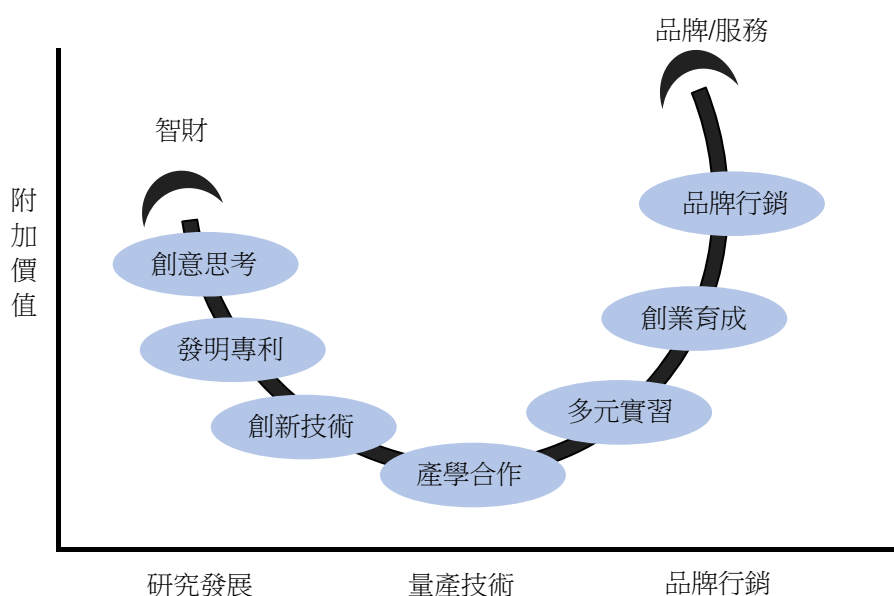 品牌/服務
智財
附加價值
品牌行銷
創意思考
創業育成
發明專利
多元實習
創新技術
產學合作
研究發展
量產技術
品牌行銷